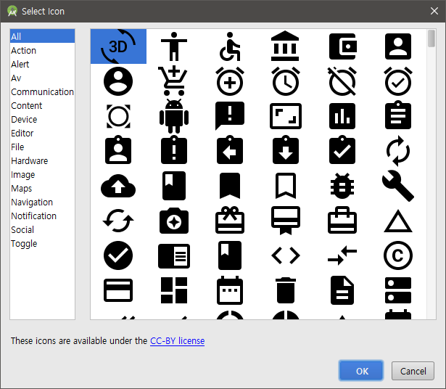 Select Icon
All
Action
Alert
Av
Communication
Content
Device
Editor
File
Hardware
Image
Maps
Navigation
Notification
Social
Toggle
3D
These icons are available under the CC-BY license
OK
Cancel